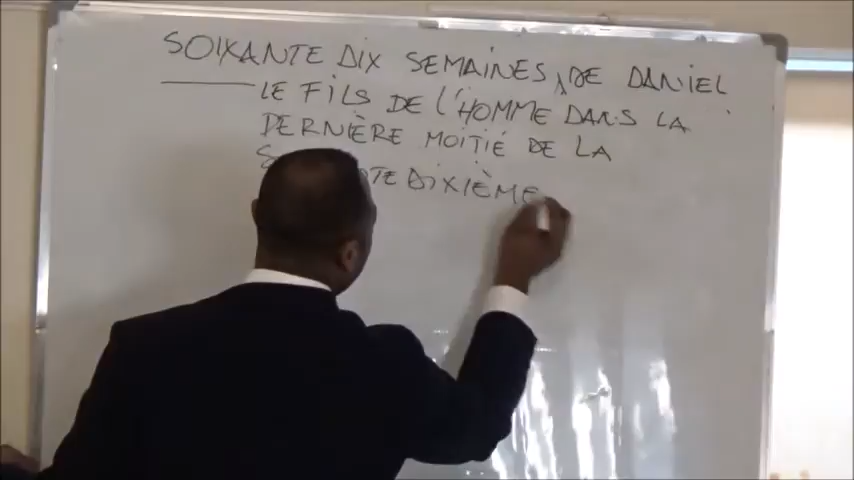 SOIXANTE DIX SEMAINES, DE DANIEL
LE FILS DE L'HOMME DANS LA
DERNIÈRE MOITIÉ DE LA
DIXIÈME